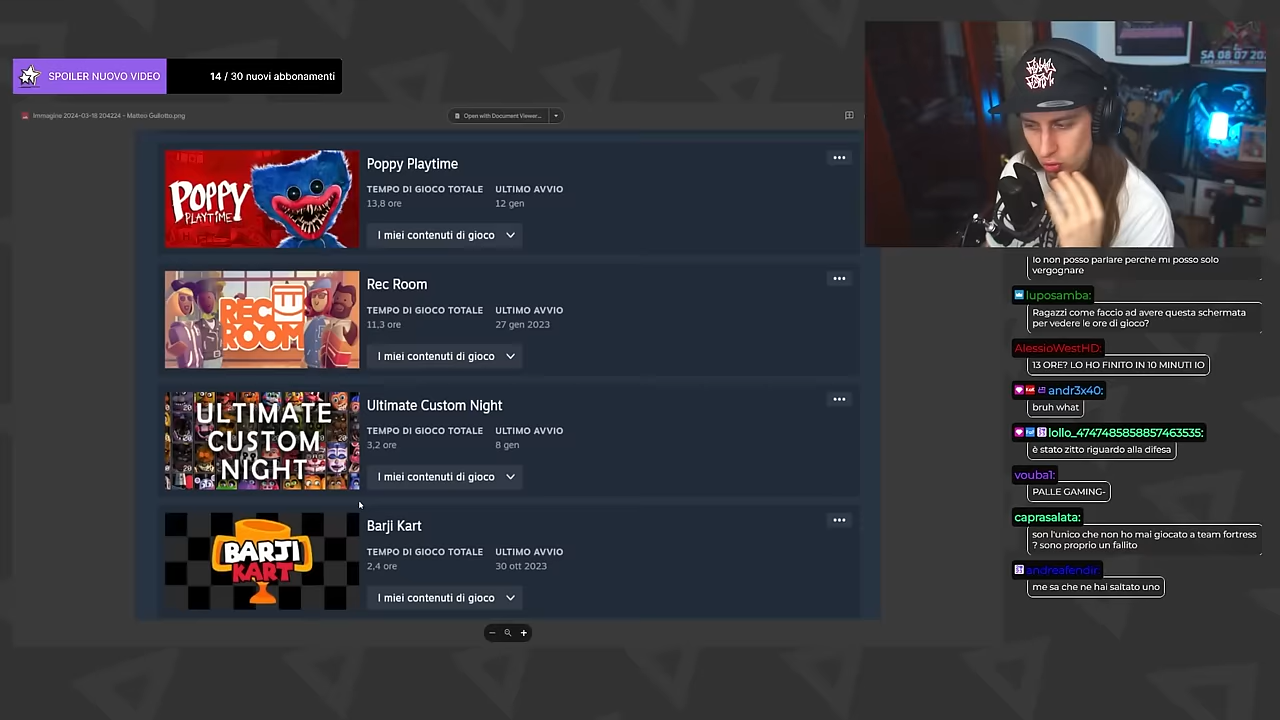 SPOILER NUOVO VIDEO
14 / 30 nuovi abbonamenti
Immagine 2024-03-18 204224 - Matteo Gullotto.png
Open with Document Viewer...
SA 08 07 20
POPPY
PLAYTIME
Poppy Playtime
TEMPO DI GIOCO TOTALE ULTIMO AVVIO
13,8 ore 12 gen
I miei contenuti di gioco
REC
ROOM
Rec Room
TEMPO DI GIOCO TOTALE ULTIMO AVVIO
11,3 ore 27 gen 2023
I miei contenuti di gioco
ULTIMATE
CUSTOM
NIGHT
Ultimate Custom Night
TEMPO DI GIOCO TOTALE ULTIMO AVVIO
3,2 ore 8 gen
I miei contenuti di gioco
BARJI
KART
Barji Kart
TEMPO DI GIOCO TOTALE ULTIMO AVVIO
2,4 ore 30 ott 2023
I miei contenuti di gioco
Io non posso parlare perché mi posso solo
vergognare
luposamba:
Ragazzi come faccio ad avere questa schermata
per vedere le ore di gioco?
AlessioWestHD:
13 ORE? LO HO FINITO IN 10 MINUTI IO
andr3x40:
bruh what
lollo_4747485858857463535:
è stato zitto riguardo alla difesa
vouba1:
PALLE GAMING-
caprasalata:
son l'unico che non ho mai giocato a team fortress
? sono proprio un fallito
andreafendir:
me sa che ne hai saltato uno